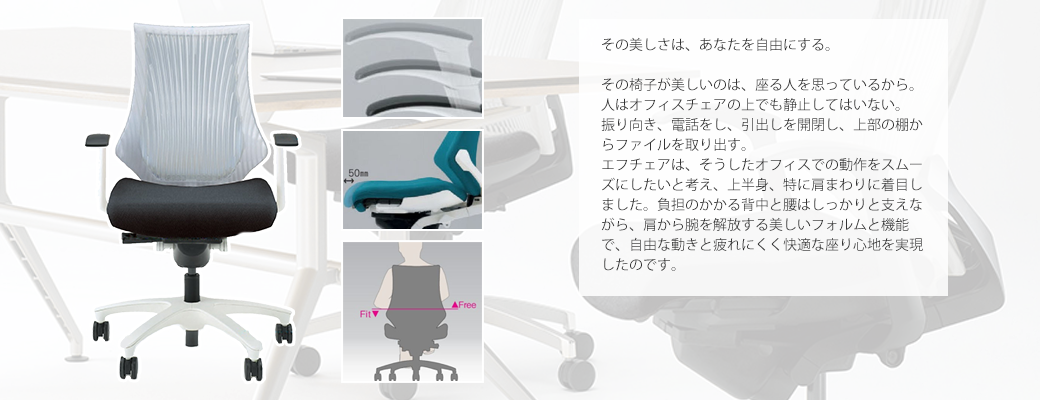 50㎜
Fit▼
▲Free
その美しさは、あなたを自由にする。
その椅子が美しいのは、座る人を思っているから。
人はオフィスチェアの上でも静止してはいない。
振り向き、電話をし、引出しを開閉し、上部の棚か
らファイルを取り出す。
エフチェアは、そうしたオフィスでの動作をスムー
ズにしたいと考え、上半身、特に肩まわりに着目し
ました。負担のかかる背中と腰はしっかりと支えな
がら、肩から腕を解放する美しいフォルムと機能
で、自由な動きと疲れにくく快適な座り心地を実現
したのです。